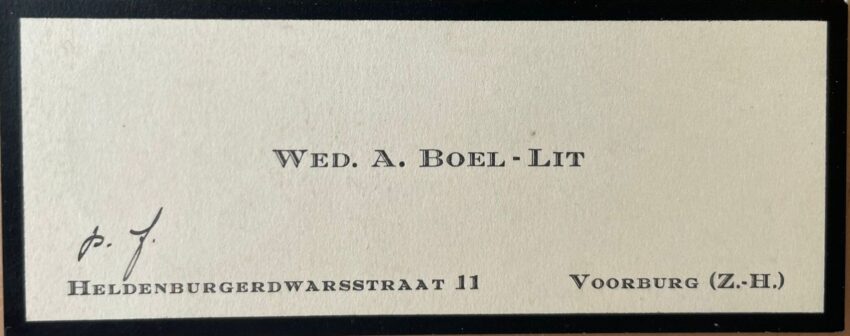 WED. A. BOEL - LIT
p. f.
HELDENBURGERDWARSSTRAAT 11 VOORBURG (Z.-H.)